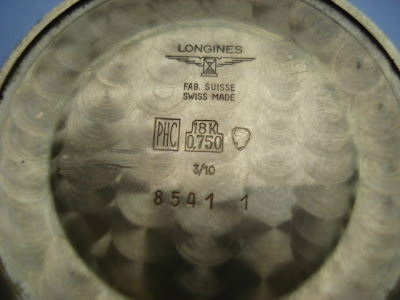 LONGINES
FAB. SUISSE
SWISS MADE
PHC 18K 0,750
3/10
8541 1